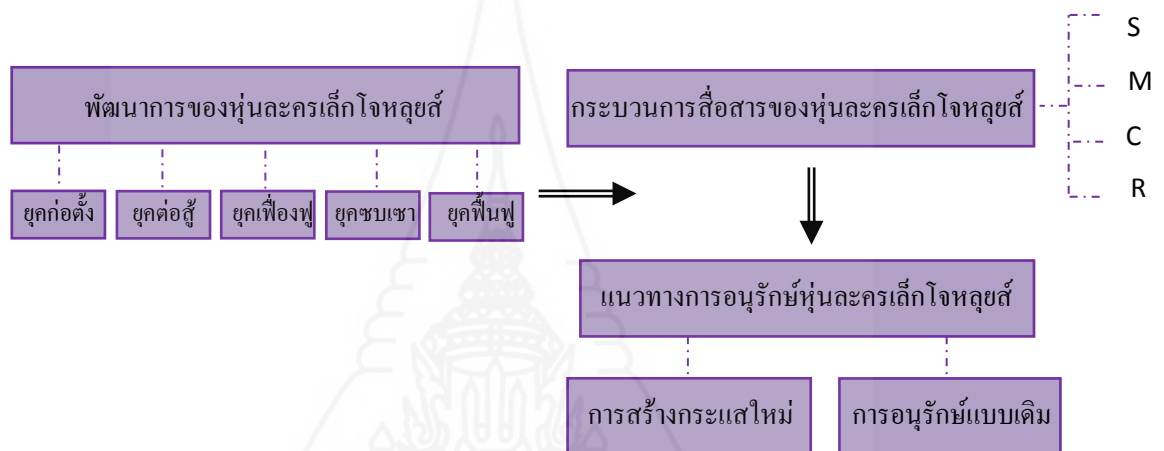 พัฒนาการของหุ่นละครเล็กโจหลุยส์
ยุคก่อตั้ง
ยุคต่อสู้
ยุคเฟื่องฟู
ยุคซบเซา
ยุคฟื้นฟู
กระบวนการสื่อสารของหุ่นละครเล็กโจหลุยส์
S
M
C
R
แนวทางการอนุรักษ์หุ่นละครเล็กโจหลุยส์
การสร้างกระแสใหม่
การอนุรักษ์แบบเดิม